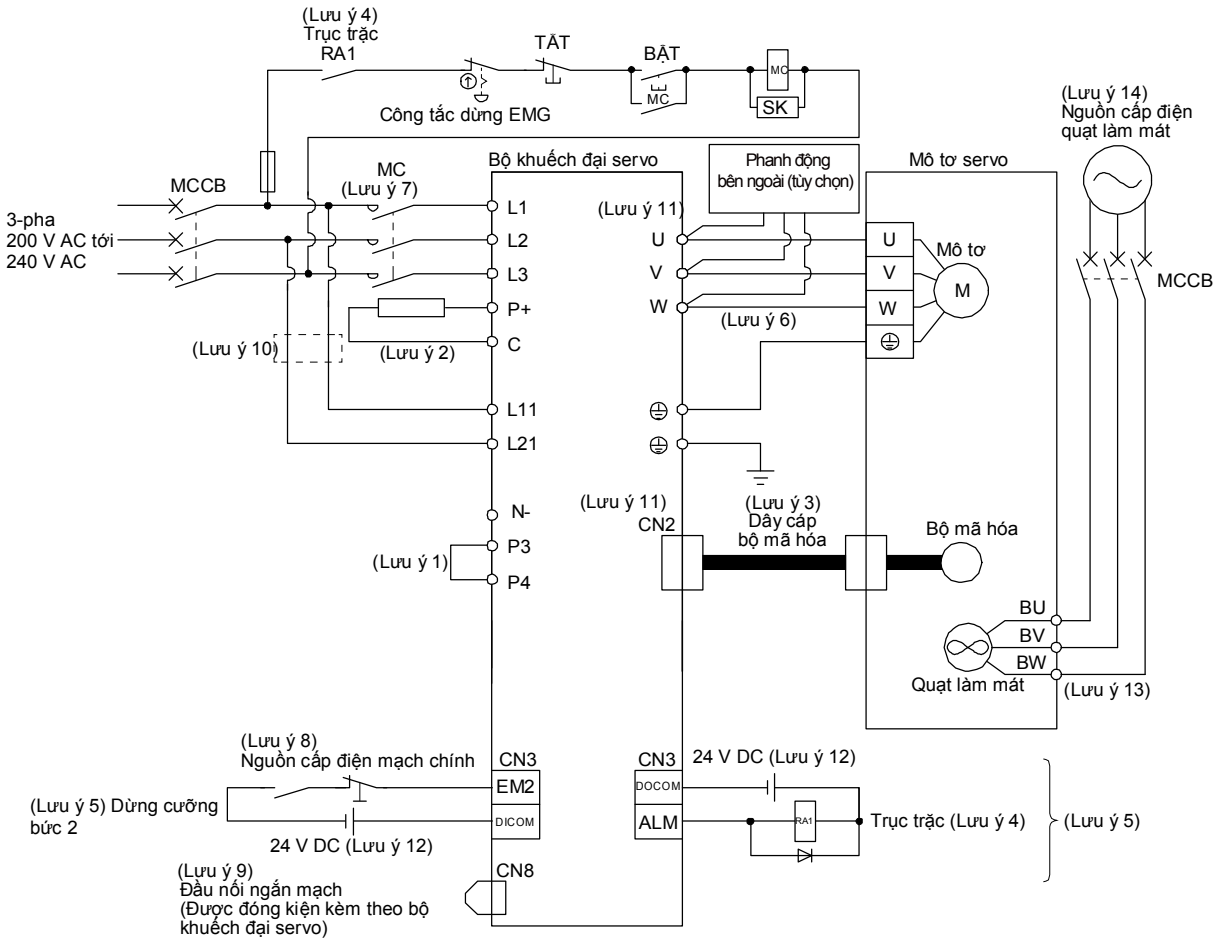 (Lưu ý 4)
Trục trặc
RA1
TẮT
BẬT
MC
MC
SK
Công tắc dừng EMG
(Lưu ý 14)
Nguồn cấp điện
quạt làm mát
MCCB
MC
(Lưu ý 7)
Bộ khuếch đại servo
Phanh động
bên ngoài (tùy chọn)
Mô tơ servo
3-pha
200 V AC tới
240 V AC
L1
L2
L3
P+
C
(Lưu ý 11)
U
V
W
U
V
W
Mô tơ
M
MCCB
(Lưu ý 6)
(Lưu ý 10)
(Lưu ý 2)
L11
L21
N-
P3
P4
(Lưu ý 1)
(Lưu ý 11)
CN2
(Lưu ý 3)
Dây cáp
bộ mã hóa
Bộ mã hóa
BU
BV
BW
Quạt làm mát
(Lưu ý 13)
(Lưu ý 8)
Nguồn cấp điện mạch chính
CN3
EM2
DICOM
(Lưu ý 5) Dừng cưỡng
bức 2
24 V DC (Lưu ý 12)
CN3
DOCOM
ALM
24 V DC (Lưu ý 12)
RA1
Trục trặc (Lưu ý 4)
(Lưu ý 5)
(Lưu ý 9)
Đầu nối ngắn mạch
(Được đóng kiện kèm theo bộ
khuếch đại servo)
CN8